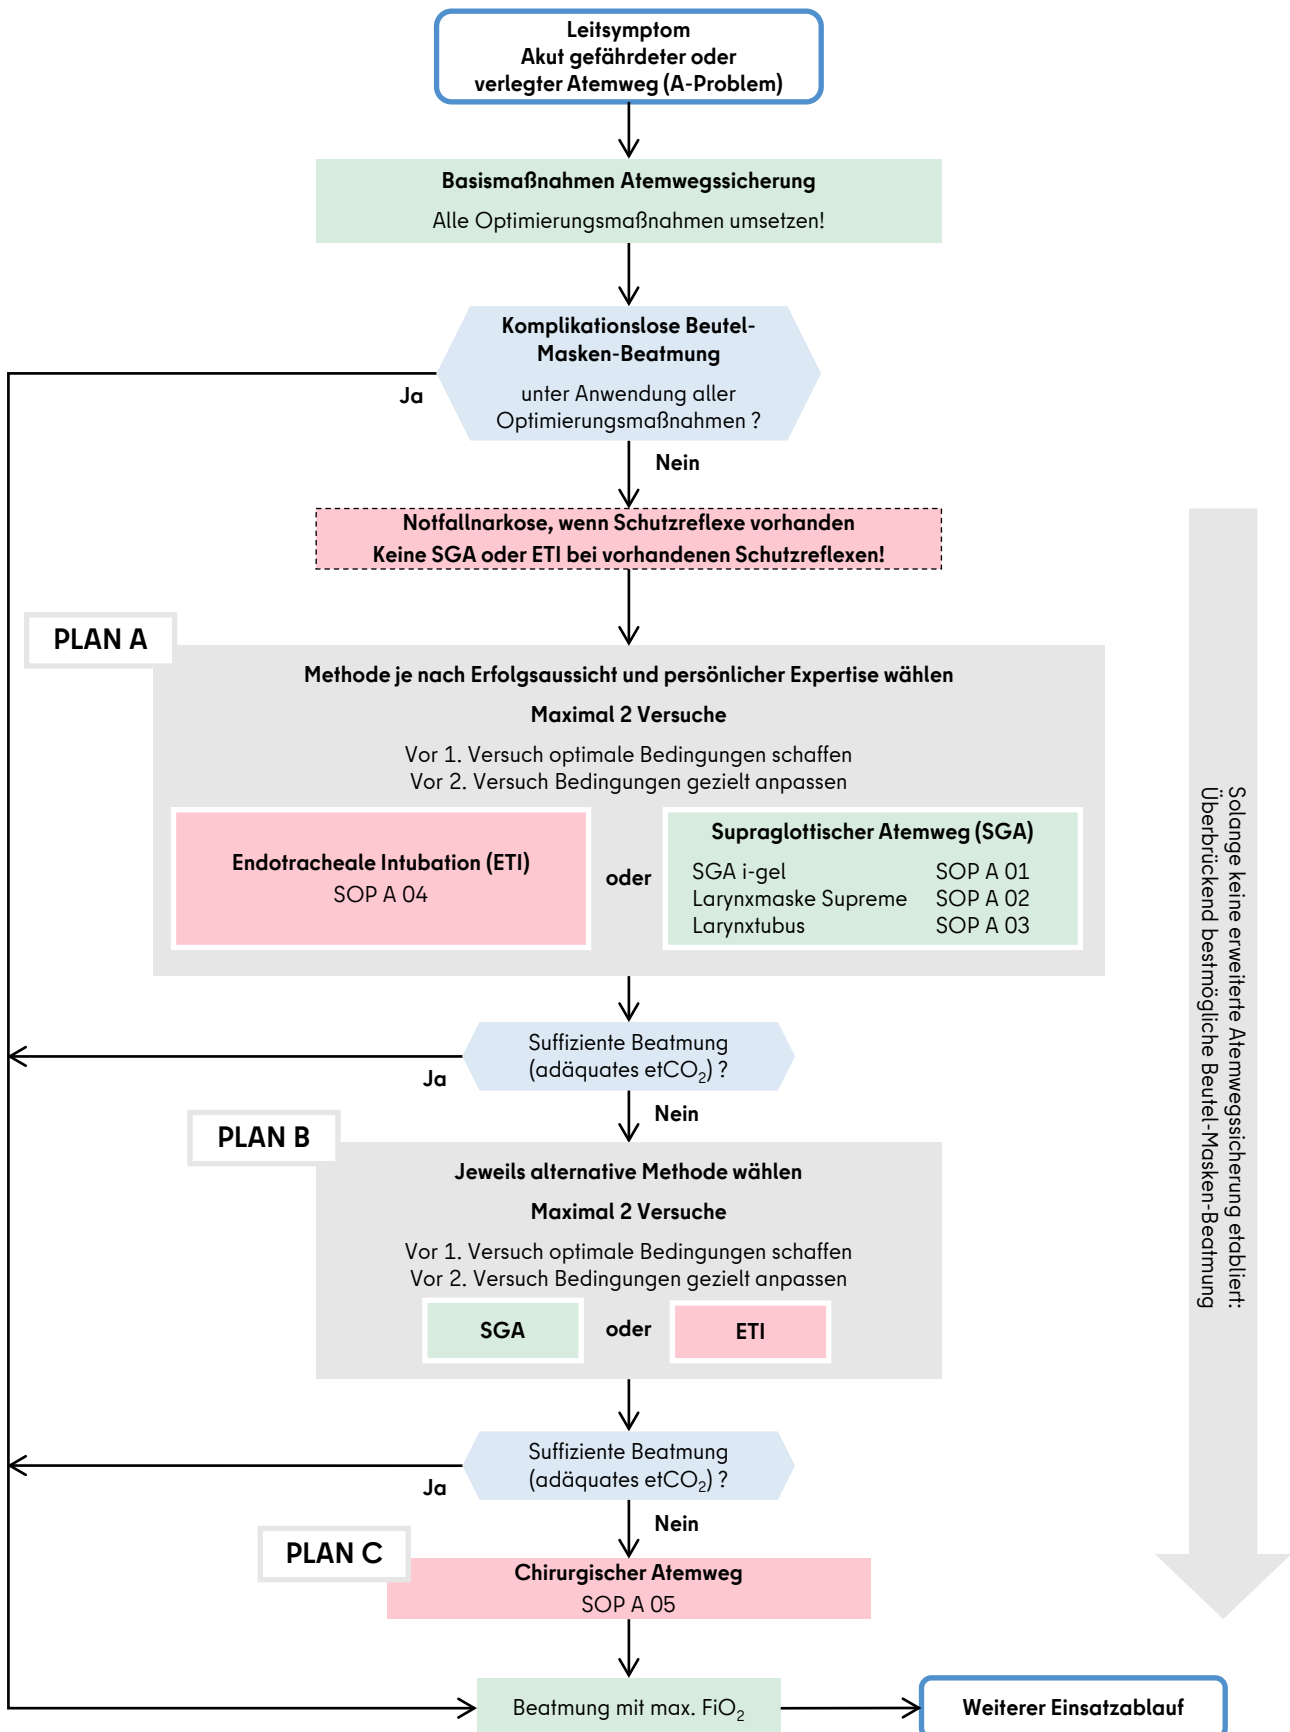 Leitsymptom
Akut gefährdeter oder
verlegter Atemweg (A-Problem)
Basismaßnahmen Atemwegssicherung
Alle Optimierungsmaßnahmen umsetzen!
Komplikationslose Beutel-
Masken-Beatmung
unter Anwendung aller
Optimierungsmaßnahmen ?
Ja
Nein
Notfallnarkose, wenn Schutzreflexe vorhanden
Keine SGA oder ETI bei vorhandenen Schutzreflexen!
PLAN A
Methode je nach Erfolgsaussicht und persönlicher Expertise wählen
Maximal 2 Versuche
Vor 1. Versuch optimale Bedingungen schaffen
Vor 2. Versuch Bedingungen gezielt anpassen
Endotracheale Intubation (ETI)
SOP A 04
oder
Supraglottischer Atemweg (SGA)
SGA i-gel SOP A 01
Larynxmaske Supreme SOP A 02
Larynxtubus SOP A 03
Suffiziente Beatmung
(adäquates etCO₂) ?
Ja
Nein
PLAN B
Jeweils alternative Methode wählen
Maximal 2 Versuche
Vor 1. Versuch optimale Bedingungen schaffen
Vor 2. Versuch Bedingungen gezielt anpassen
SGA oder ETI
Suffiziente Beatmung
(adäquates etCO₂) ?
Ja
Nein
PLAN C
Chirurgischer Atemweg
SOP A 05
Beatmung mit max. FiO₂
Weiterer Einsatzablauf
Solange keine erweiterte Atemwegssicherung etabliert:
Überbrückend bestmögliche Beutel-Masken-Beatmung